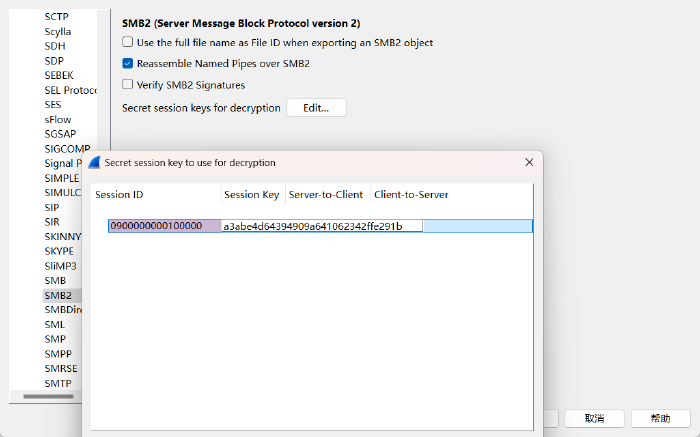 SCTP
Scylla
SDH
SDP
SEBEK
SEL Protoco
SES
sFlow
SGSAP
SIGCOMP
Signal P
SIMPLE
SIMULC
SIP
SIR
SKINNY
SKYPE
SliMP3
SMB
SMB2
SMBDire
SML
SMP
SMPP
SMRSE
SMTP
SMB2 (Server Message Block Protocol version 2)
Use the full file name as File ID when exporting an SMB2 object
Reassemble Named Pipes over SMB2
Verify SMB2 Signatures
Secret session keys for decryption Edit...
Secret session key to use for decryption
Session ID Session Key Server-to-Client Client-to-Server
0900000000100000 a3abe4d64394909a641062342ffe291b
取消 帮助